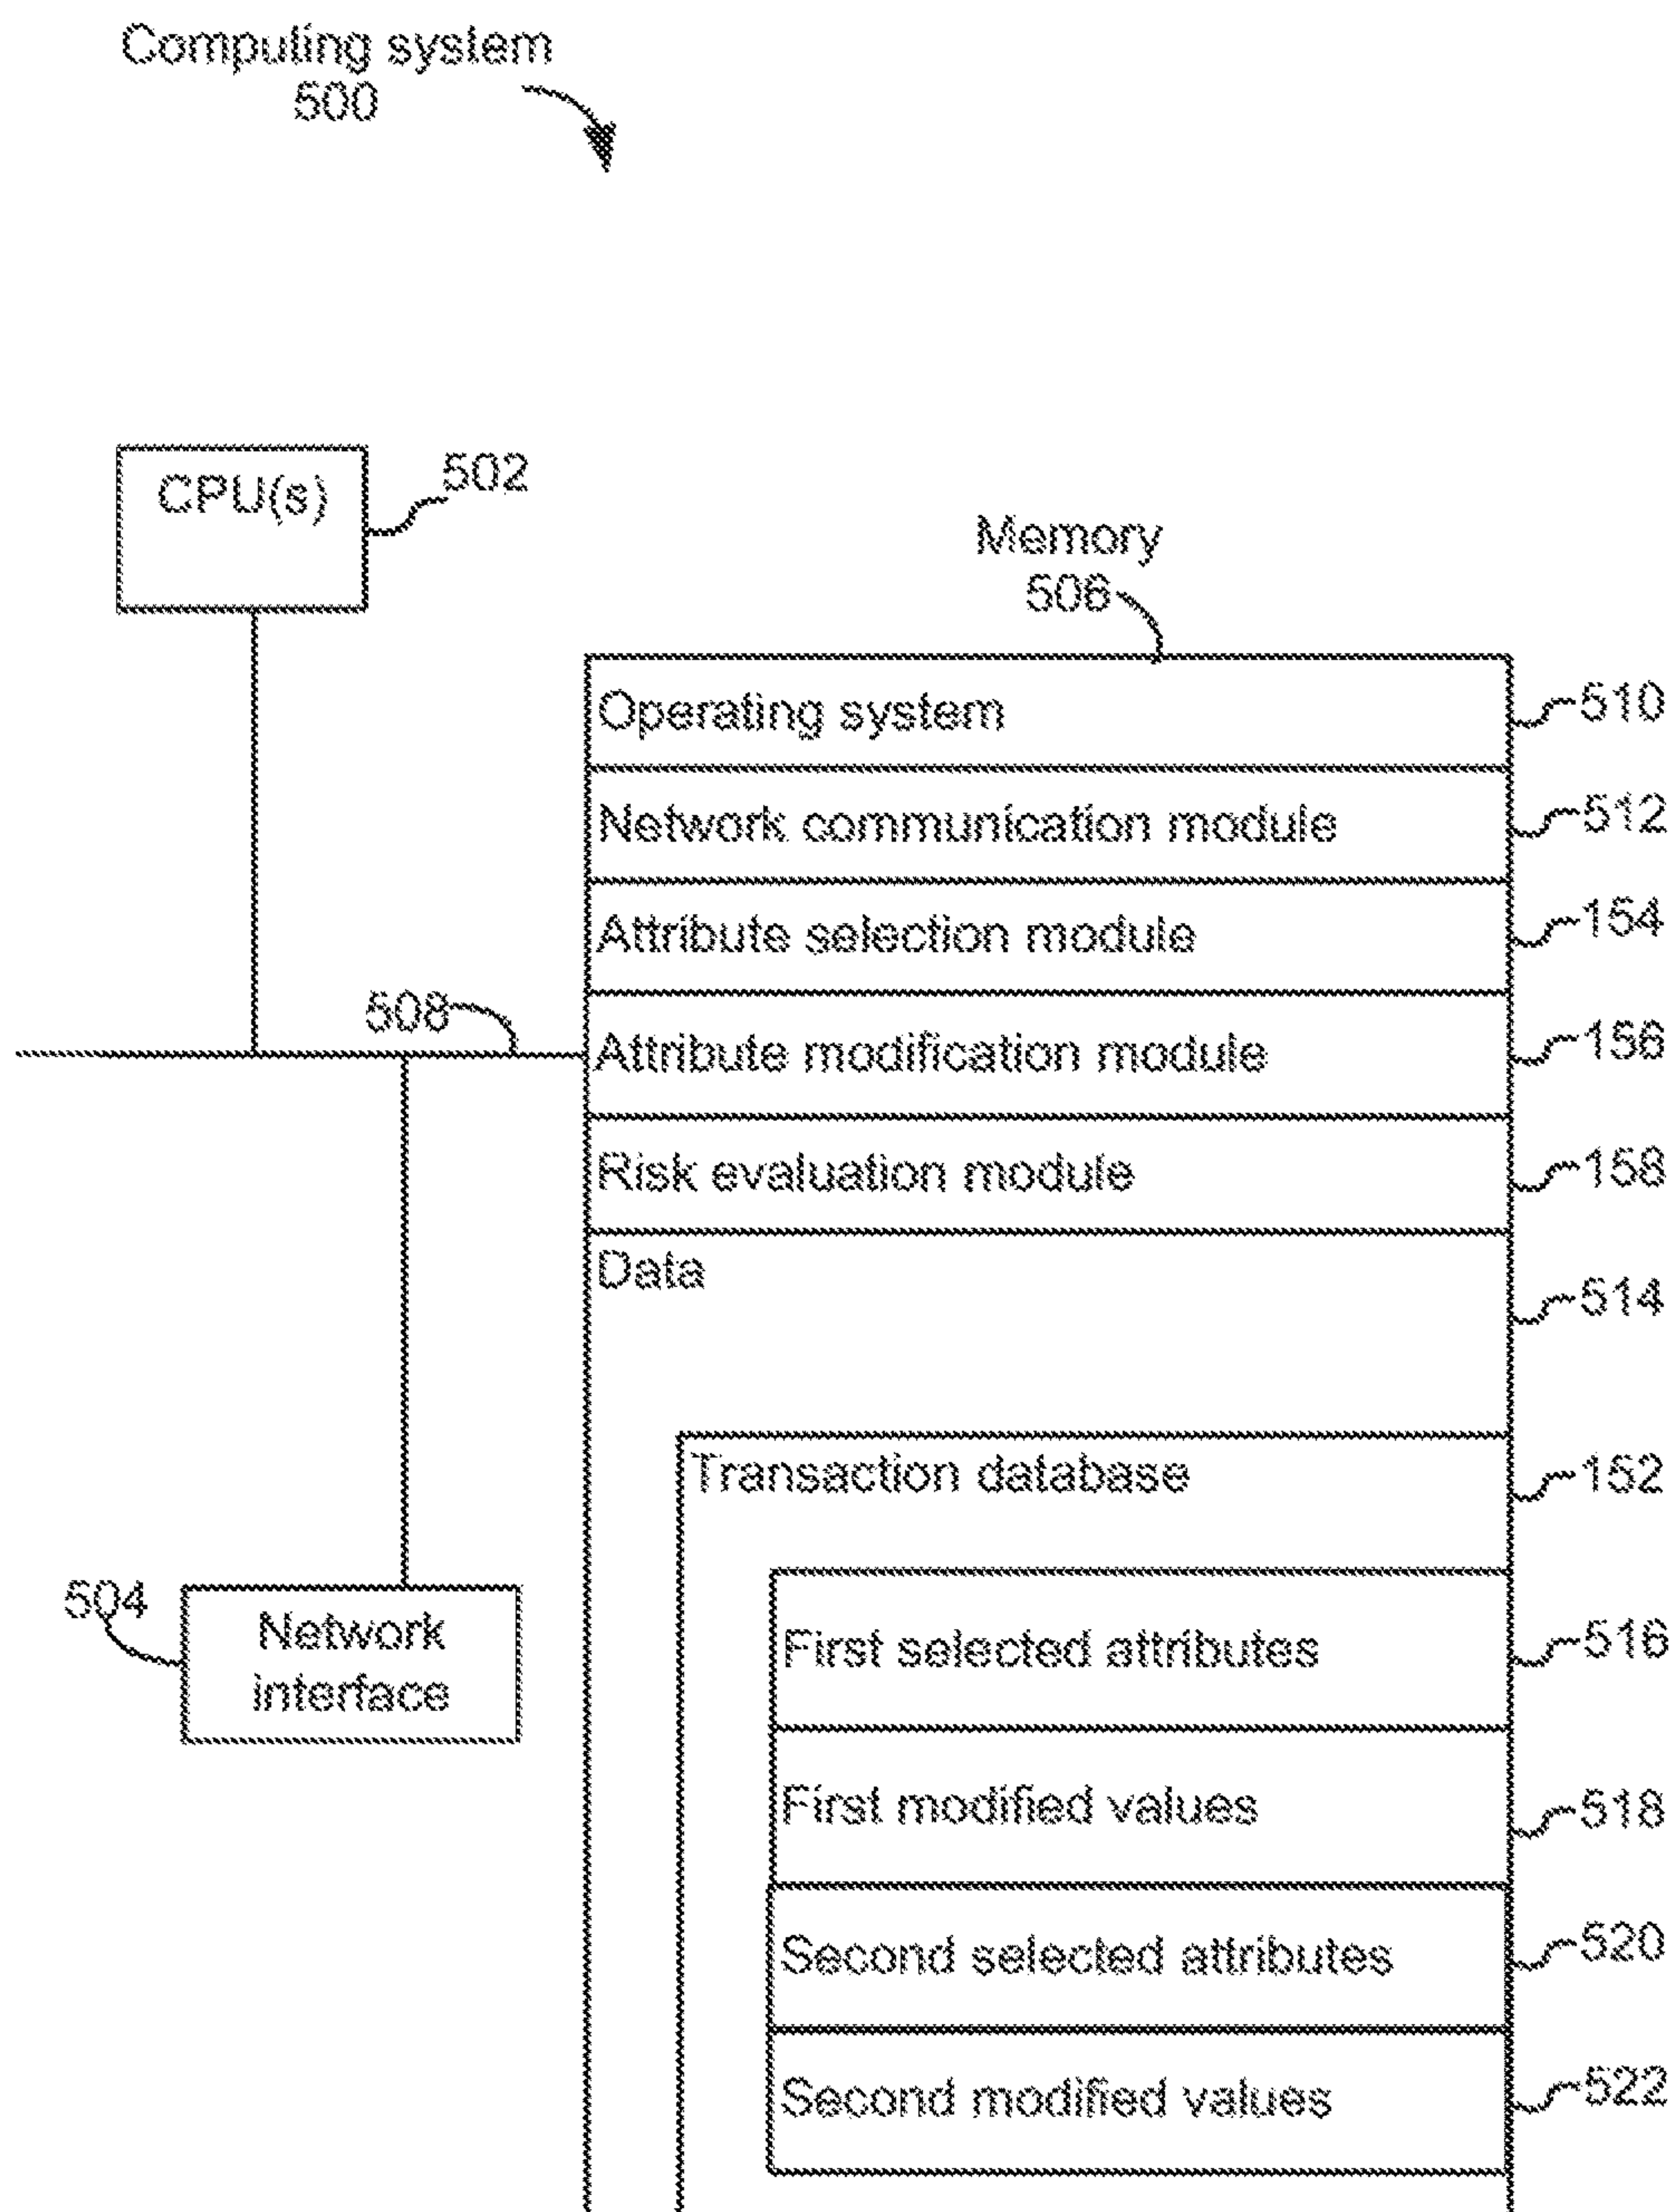 Computing system
500
CPU(s)
502
Memory
506
Operating system
510
Network communication module
512
Attribute selection module
154
508
Attribute modification module
156
Risk evaluation module
158
Data
514
Transaction database
152
504
Network
interface
First selected attributes
516
First modified values
518
Second selected attributes
520
Second modified values
522